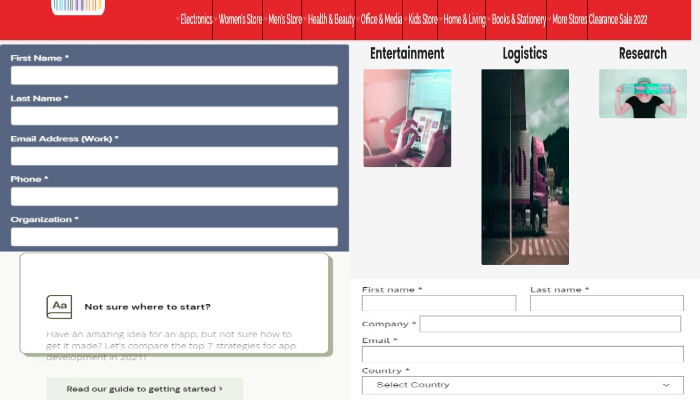 Electronics Women's Store Men's Store Health & Beauty Office & Media Kids Store Home & Living Books & Stationery More Stores Clearance Sale 2022
First Name *
Last Name *
Email Address (Work) *
Phone *
Organization *
Aa Not sure where to start?
Have an amazing idea for an app, but not sure how to
get it made? Let's compare the top 7 strategies for app
development in 2021!
Read our guide to getting started >
Entertainment Logistics Research
First name * Last name *
Company *
Email *
Country *
Select Country